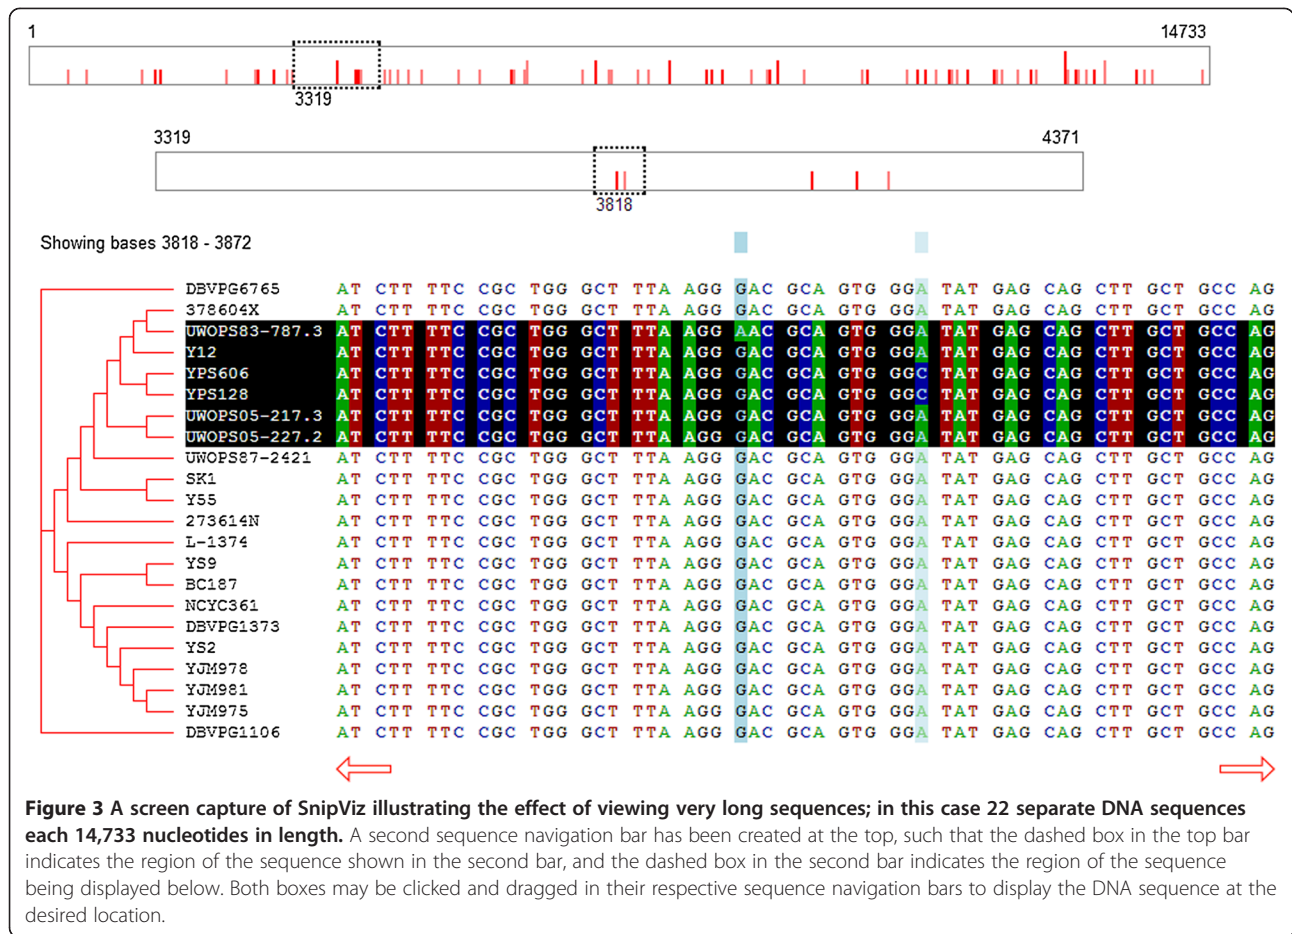 1 14733
3319
3319 4371
3818
Showing bases 3818 - 3872
DBVPG6765 AT CTT TTC CGC TGG GCT TTA AGG GAC GCA GTG GGA TAT GAG CAG CTT GCT GCC AG
378604X AT CTT TTC CGC TGG GCT TTA AGG GAC GCA GTG GGA TAT GAG CAG CTT GCT GCC AG
UWOPS83-787.3 AT CTT TTC CGC TGG GCT TTA AGG AAC GCA GTG GGA TAT GAG CAG CTT GCT GCC AG
Y12 AT CTT TTC CGC TGG GCT TTA AGG GAC GCA GTG GGA TAT GAG CAG CTT GCT GCC AG
YPS606 AT CTT TTC CGC TGG GCT TTA AGG GAC GCA GTG GGC TAT GAG CAG CTT GCT GCC AG
YPS128 AT CTT TTC CGC TGG GCT TTA AGG GAC GCA GTG GGC TAT GAG CAG CTT GCT GCC AG
UWOPS05-217.3 AT CTT TTC CGC TGG GCT TTA AGG GAC GCA GTG GGA TAT GAG CAG CTT GCT GCC AG
UWOPS05-227.2 AT CTT TTC CGC TGG GCT TTA AGG GAC GCA GTG GGA TAT GAG CAG CTT GCT GCC AG
UWOPS87-2421 AT CTT TTC CGC TGG GCT TTA AGG GAC GCA GTG GGA TAT GAG CAG CTT GCT GCC AG
SK1 AT CTT TTC CGC TGG GCT TTA AGG GAC GCA GTG GGA TAT GAG CAG CTT GCT GCC AG
Y55 AT CTT TTC CGC TGG GCT TTA AGG GAC GCA GTG GGA TAT GAG CAG CTT GCT GCC AG
273614N AT CTT TTC CGC TGG GCT TTA AGG GAC GCA GTG GGA TAT GAG CAG CTT GCT GCC AG
L-1374 AT CTT TTC CGC TGG GCT TTA AGG GAC GCA GTG GGA TAT GAG CAG CTT GCT GCC AG
YS9 AT CTT TTC CGC TGG GCT TTA AGG GAC GCA GTG GGA TAT GAG CAG CTT GCT GCC AG
BC187 AT CTT TTC CGC TGG GCT TTA AGG GAC GCA GTG GGA TAT GAG CAG CTT GCT GCC AG
NCYC361 AT CTT TTC CGC TGG GCT TTA AGG GAC GCA GTG GGA TAT GAG CAG CTT GCT GCC AG
DBVPG1373 AT CTT TTC CGC TGG GCT TTA AGG GAC GCA GTG GGA TAT GAG CAG CTT GCT GCC AG
YS2 AT CTT TTC CGC TGG GCT TTA AGG GAC GCA GTG GGA TAT GAG CAG CTT GCT GCC AG
YJM978 AT CTT TTC CGC TGG GCT TTA AGG GAC GCA GTG GGA TAT GAG CAG CTT GCT GCC AG
YJM981 AT CTT TTC CGC TGG GCT TTA AGG GAC GCA GTG GGA TAT GAG CAG CTT GCT GCC AG
YJM975 AT CTT TTC CGC TGG GCT TTA AGG GAC GCA GTG GGA TAT GAG CAG CTT GCT GCC AG
DBVPG1106 AT CTT TTC CGC TGG GCT TTA AGG GAC GCA GTG GGA TAT GAG CAG CTT GCT GCC AG
Figure 3 A screen capture of SnipViz illustrating the effect of viewing very long sequences; in this case 22 separate DNA sequences
each 14,733 nucleotides in length. A second sequence navigation bar has been created at the top, such that the dashed box in the top bar
indicates the region of the sequence shown in the second bar, and the dashed box in the second bar indicates the region of the sequence
being displayed below. Both boxes may be clicked and dragged in their respective sequence navigation bars to display the DNA sequence at the
desired location.